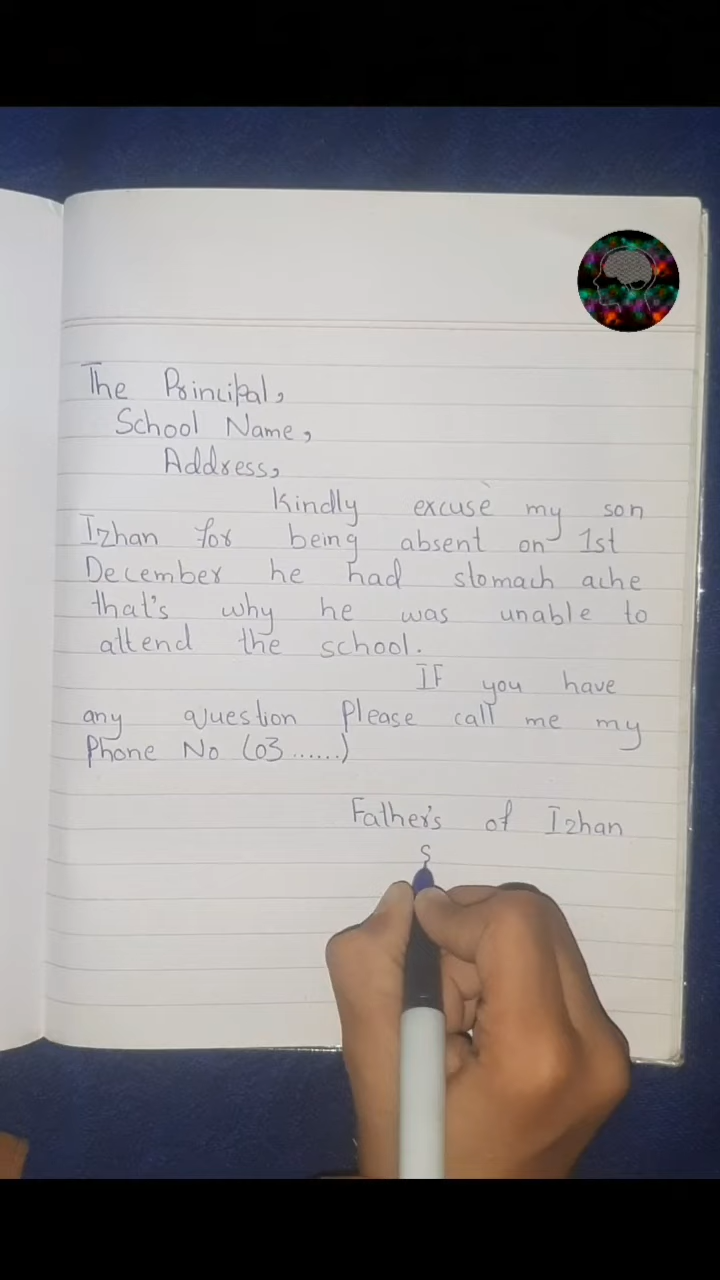 The Principal,
School Name,
Address,
Kindly excuse my son
Izhan for being absent on 1st
December he had stomach ache
that's why he was unable to
attend the school.
IF you have
any question Please call me my
Phone No (03......)
Father's of Izhan
S